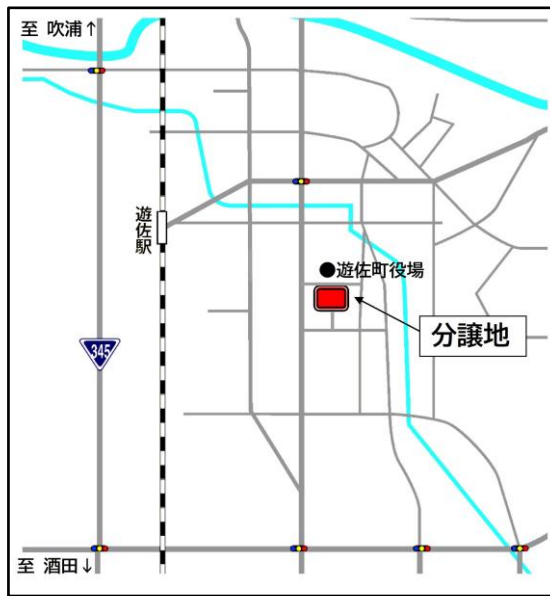 至 吹浦↑
遊佐駅
遊佐町役場
分譲地
345
至 酒田↓